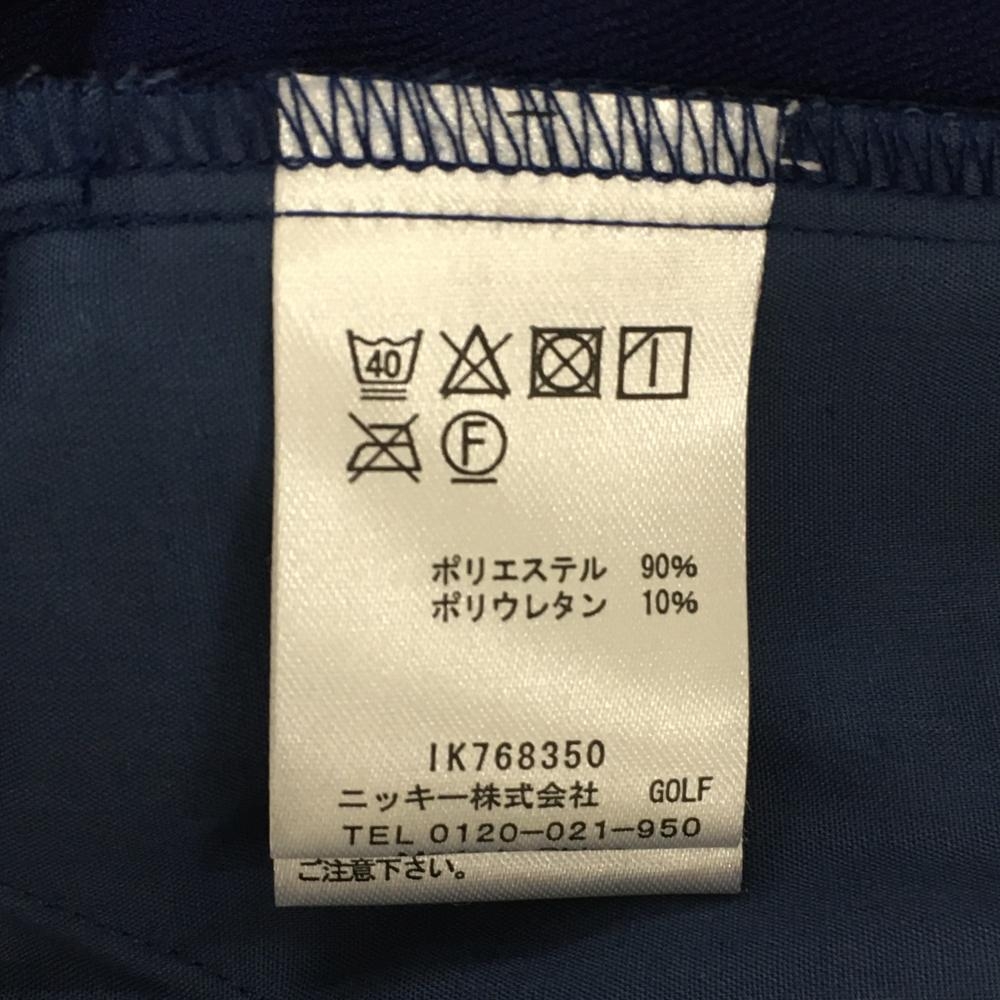 40
F
ポリエステル 90%
ポリウレタン 10%
IK768350
ニッキー株式会社 GOLF
TEL 0120-021-950
ご注意下さい。